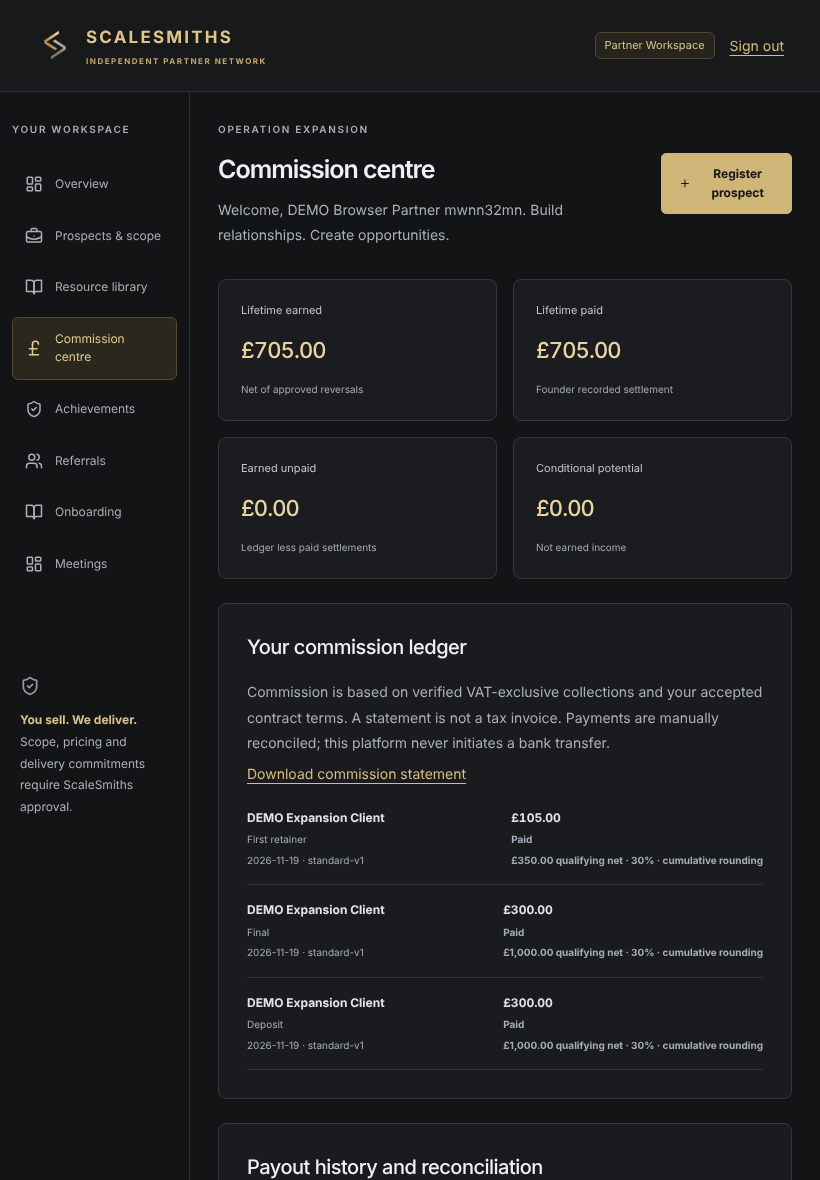 SCALESMITHS
INDEPENDENT PARTNER NETWORK
Partner Workspace
Sign out
YOUR WORKSPACE
Overview
Prospects & scope
Resource library
£
Commission
centre
Achievements
Referrals
Onboarding
Meetings
You sell. We deliver.
Scope, pricing and
delivery commitments
require ScaleSmiths
approval.
OPERATION EXPANSION
Commission centre
Welcome, DEMO Browser Partner mwnn32mn. Build
relationships. Create opportunities.
+ Register
prospect
Lifetime earned
£705.00
Net of approved reversals
Lifetime paid
£705.00
Founder recorded settlement
Earned unpaid
£0.00
Ledger less paid settlements
Conditional potential
£0.00
Not earned income
Your commission ledger
Commission is based on verified VAT-exclusive collections and your accepted
contract terms. A statement is not a tax invoice. Payments are manually
reconciled; this platform never initiates a bank transfer.
Download commission statement
DEMO Expansion Client
First retainer
2026-11-19 · standard-v1
£105.00
Paid
£350.00 qualifying net · 30% · cumulative rounding
DEMO Expansion Client
Final
2026-11-19 · standard-v1
£300.00
Paid
£1,000.00 qualifying net · 30% · cumulative rounding
DEMO Expansion Client
Deposit
2026-11-19 · standard-v1
£300.00
Paid
£1,000.00 qualifying net · 30% · cumulative rounding
Payout history and reconciliation